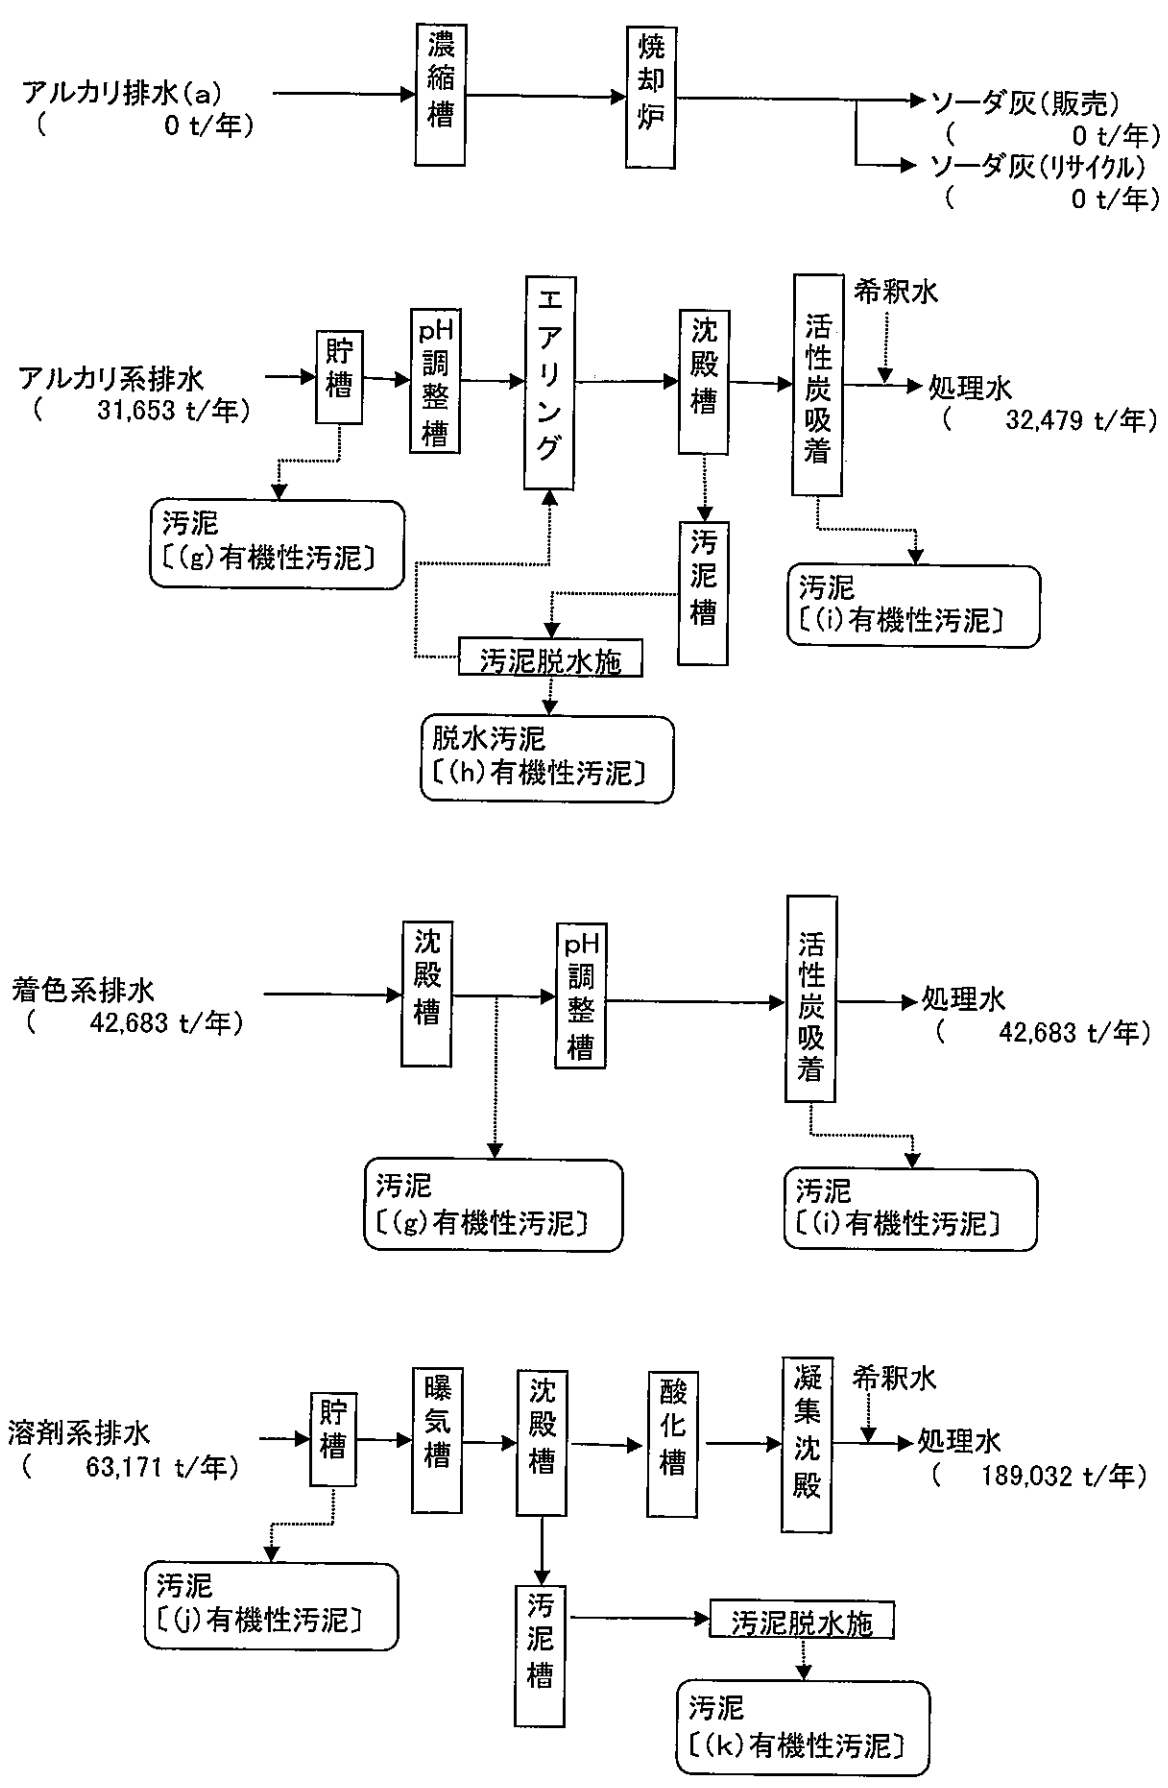 濃縮槽
焼却炉
アルカリ排水(a)
( 0 t/年)
ソーダ灰(販売)
( 0 t/年)
ソーダ灰(リサイクル)
( 0 t/年)
アルカリ系排水
( 31,653 t/年)
貯槽
pH調整槽
エアリング
沈殿槽
活性炭吸着
希釈水
処理水
( 32,479 t/年)
汚泥
〔(g)有機性汚泥〕
汚泥槽
汚泥
〔(i)有機性汚泥〕
汚泥脱水施
脱水汚泥
〔(h)有機性汚泥〕
着色系排水
( 42,683 t/年)
沈殿槽
pH調整槽
活性炭吸着
処理水
( 42,683 t/年)
汚泥
〔(g)有機性汚泥〕
汚泥
〔(i)有機性汚泥〕
溶剤系排水
( 63,171 t/年)
貯槽
曝気槽
沈殿槽
酸化槽
凝集沈殿
希釈水
処理水
( 189,032 t/年)
汚泥
〔(j)有機性汚泥〕
汚泥槽
汚泥脱水施
汚泥
〔(k)有機性汚泥〕